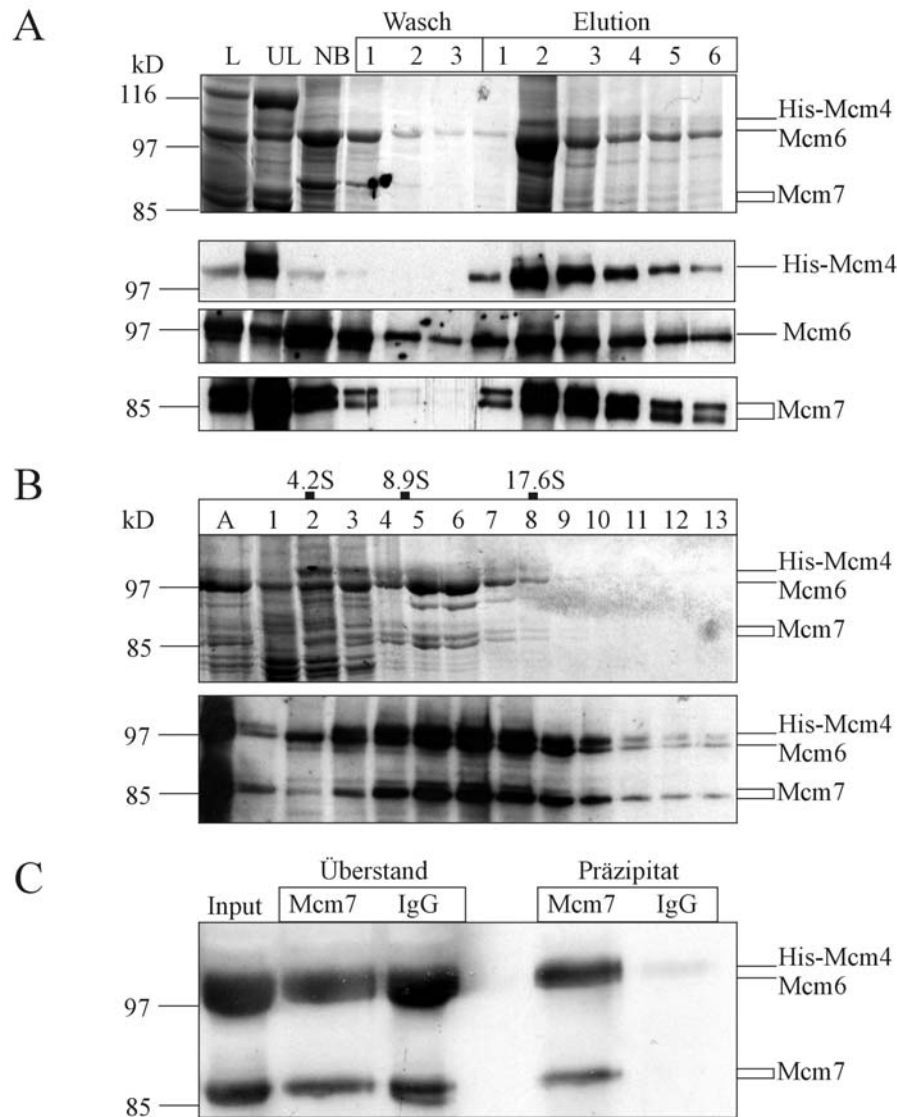 A
Wasch Elution
kD L UL NB 1 2 3 1 2 3 4 5 6
116
His-Mcm4
Mcm6
97
Mcm7
85
His-Mcm4
97
97
Mcm6
85
Mcm7
B
4.2S 8.9S 17.6S
kD A 1 2 3 4 5 6 7 8 9 10 11 12 13
His-Mcm4
97
Mcm6
Mcm7
85
His-Mcm4
97
Mcm6
85
Mcm7
C
Überstand Präzipitat
Input Mcm7 IgG Mcm7 IgG
His-Mcm4
Mcm6
97
Mcm7
85